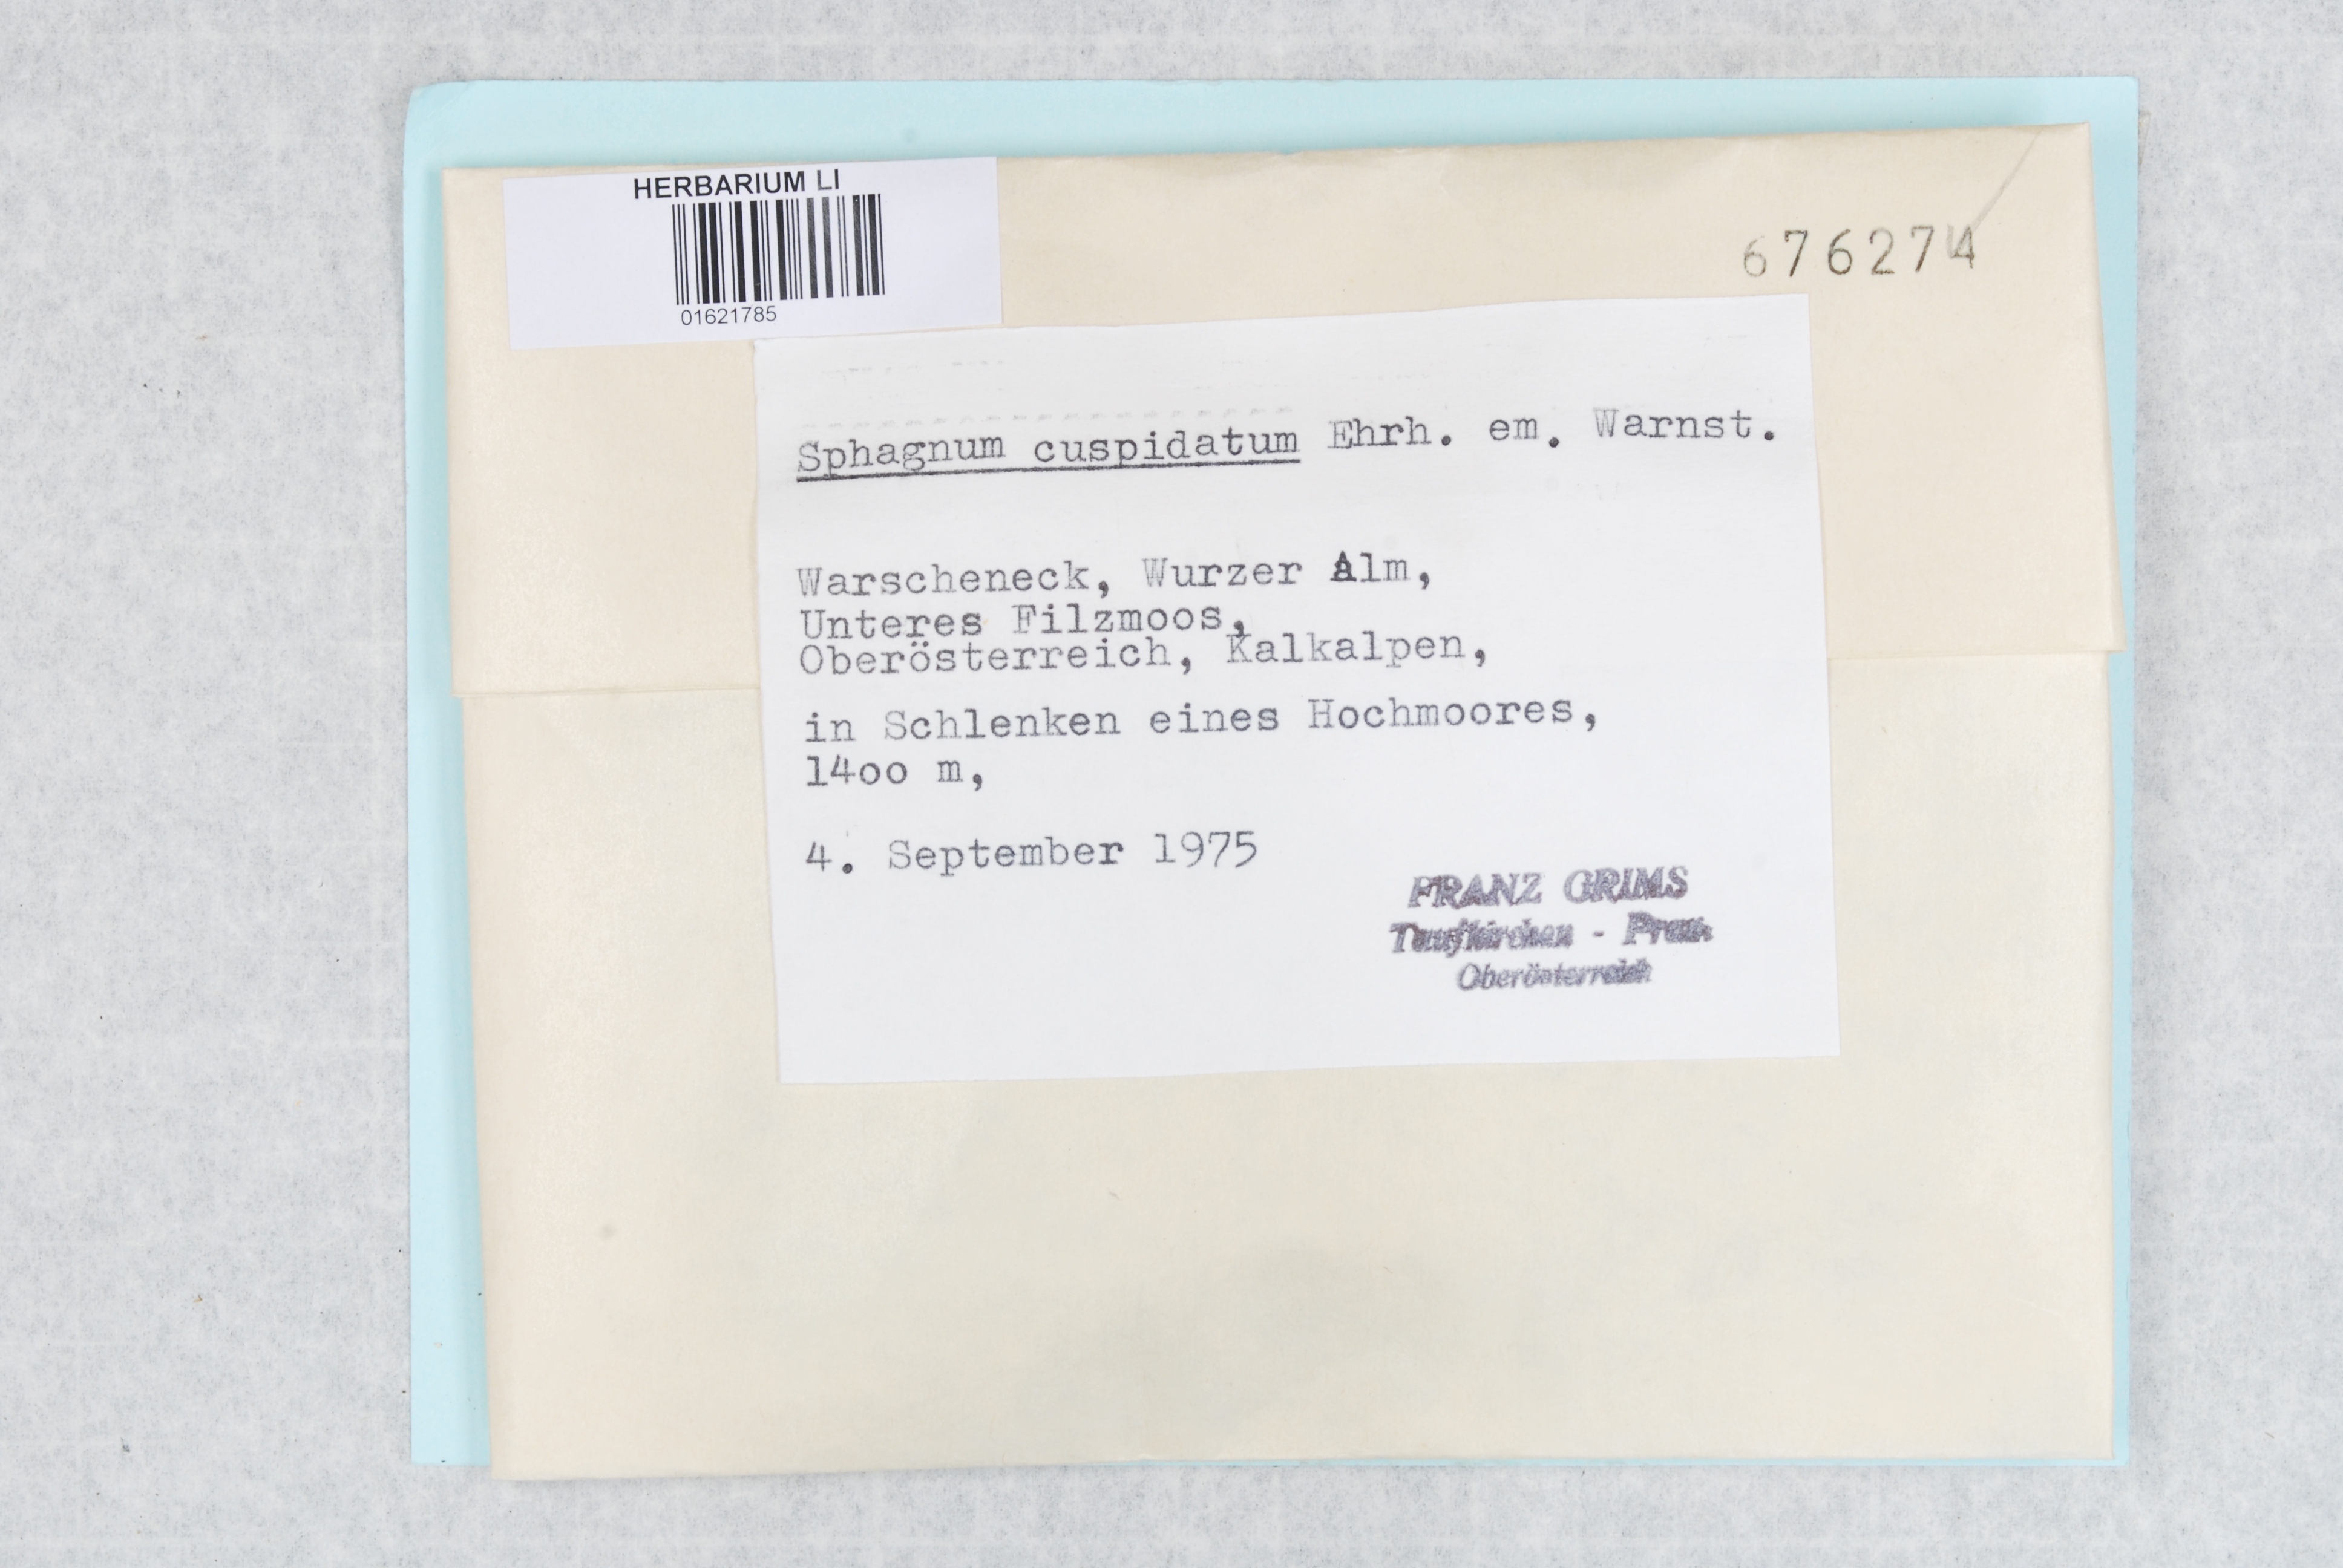 HERBARIUM LI
01621785
676274
Sphagnum cuspidatum Ehrh. em. Warnst.
Warscheneck, Wurzer Alm,
Unteres Filzmoos,
Oberösterreich, Kalkalpen,
in Schlenken eines Hochmoores,
14oo m,
4. September 1975
FRANZ GRIMS
Taufkirchen - Pram
Oberösterreich